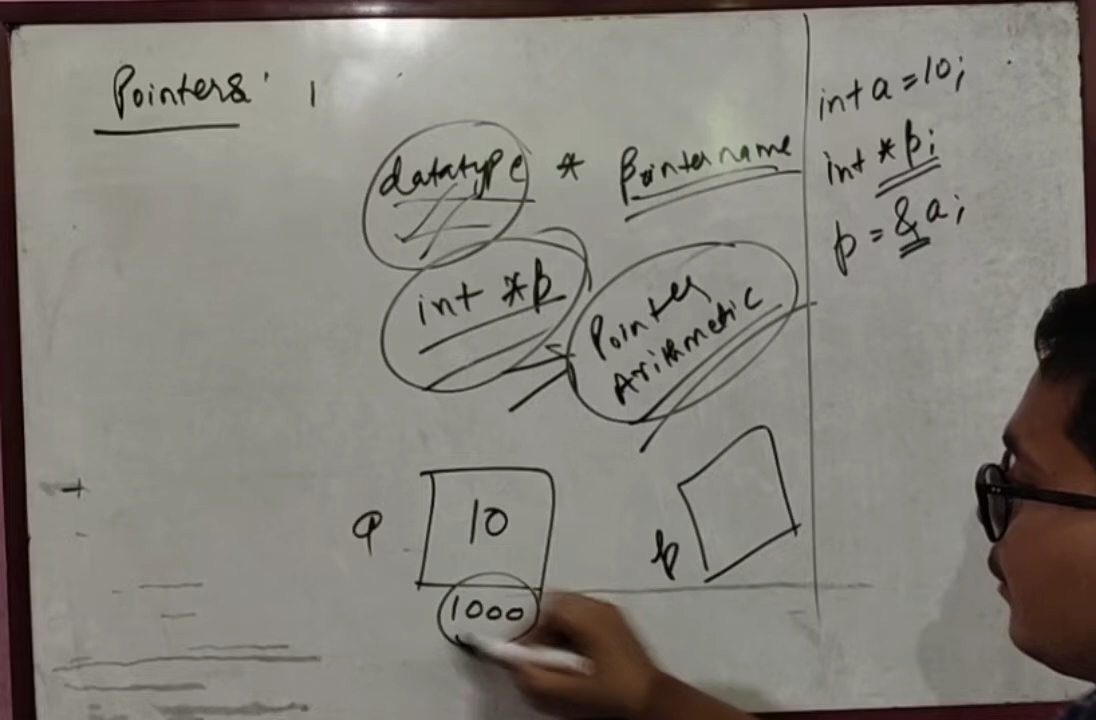 Pointers
datatype * Pointername
int *p
Pointer
Arithmetic
a 10
1000
p
int a = 10;
int *p;
p = &a;